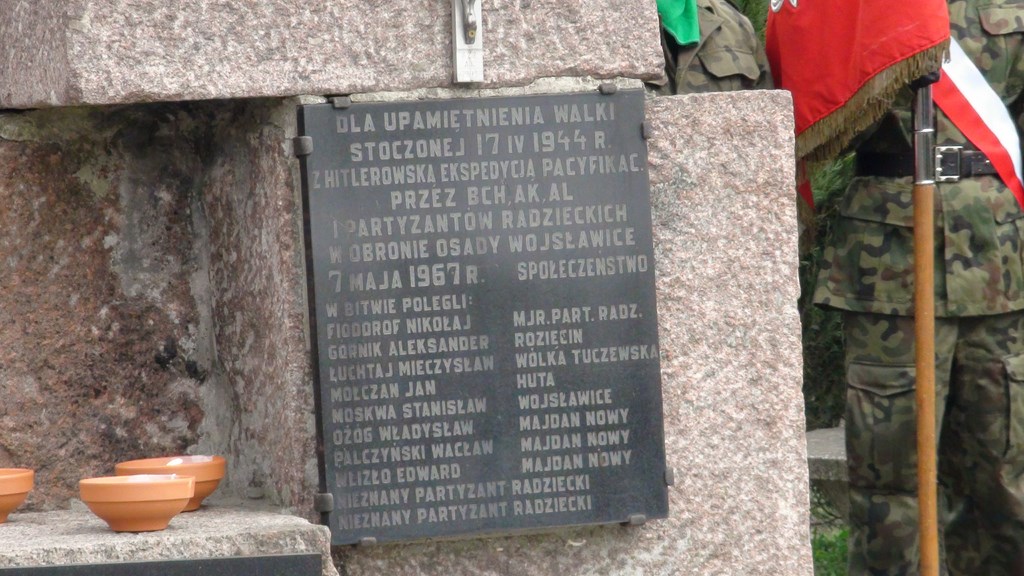 DLA UPAMIĘTNIENIA WALKI
STOCZONEJ 17 IV 1944 R.
Z HITLEROWSKĄ EKSPEDYCJĄ PACYFIKAC.
PRZEZ BCH, AK, AL
I PARTYZANTÓW RADZIECKICH
W OBRONIE OSADY WOJSŁAWICE
7 MAJA 1967 R. SPOŁECZEŃSTWO
W BITWIE POLEGLI:
FIODOROF NIKOŁAJ MJR. PART. RADZ.
GÓRNIK ALEKSANDER ROZIĘCIN
ŁUCHTAJ MIECZYSŁAW WÓLKA TUCZĘWSKA
MOŁCZAN JAN HUTA
MOSKWA STANISŁAW WOJSŁAWICE
OŻÓG WŁADYSŁAW MAJDAN NOWY
PALCZYŃSKI WACŁAW MAJDAN NOWY
WLIZŁO EDWARD MAJDAN NOWY
NIEZNANY PARTYZANT RADZIECKI
NIEZNANY PARTYZANT RADZIECKI